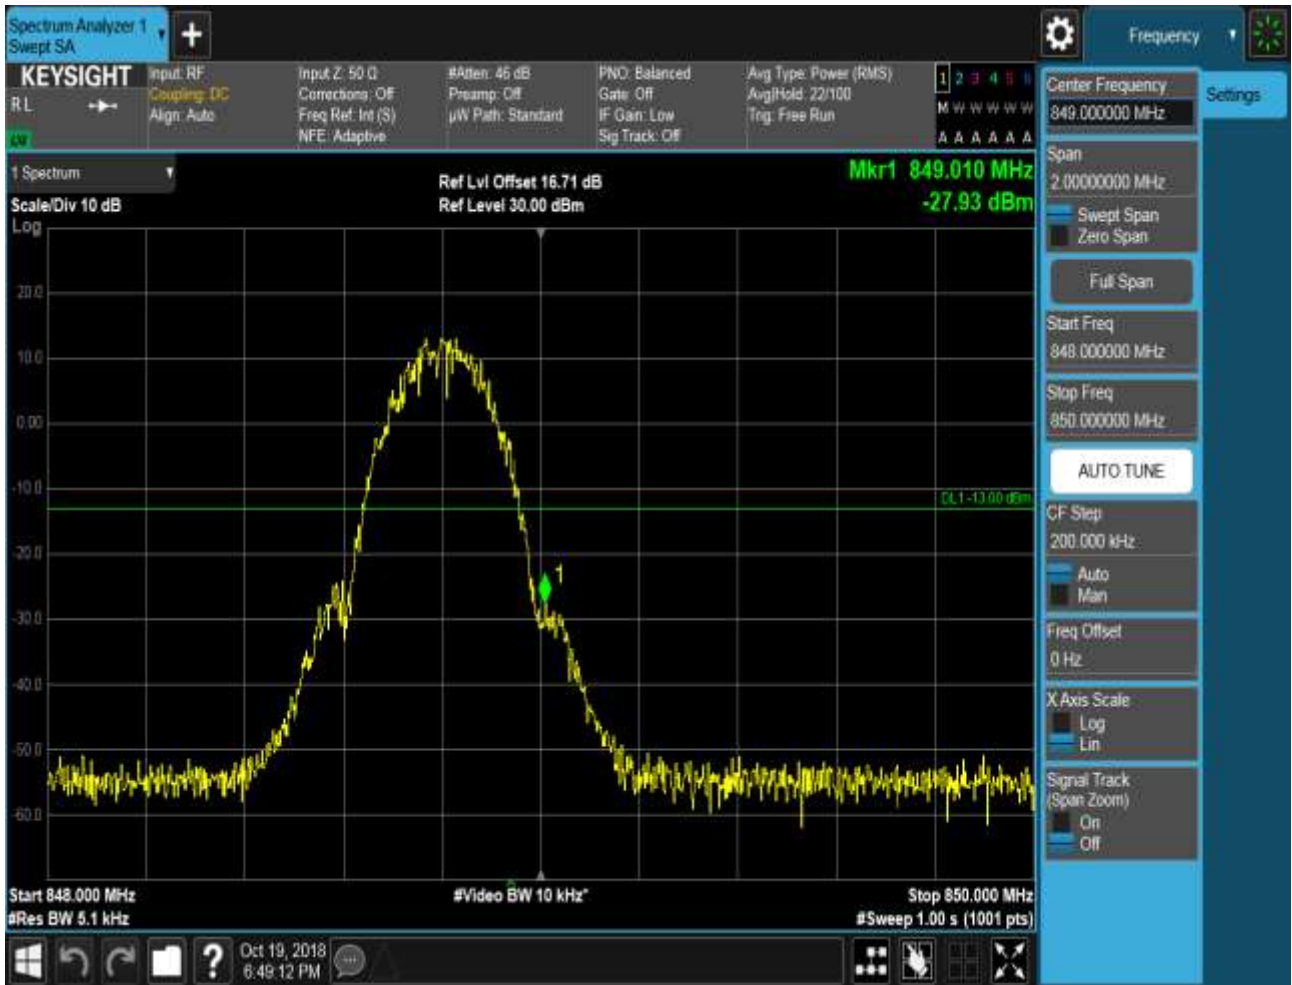 Spectrum Analyzer 1
Swept SA
+
Frequency
KEYSIGHT
R L
LXI
Input: RF
Coupling: DC
Align: Auto
Input Z: 50 Ω
Corrections: Off
Freq Ref: Int (S)
NFE: Adaptive
#Atten: 46 dB
Preamp: Off
µW Path: Standard
PNO: Balanced
Gate: Off
IF Gain: Low
Sig Track: Off
Avg Type: Power (RMS)
Avg|Hold: 22/100
Trig: Free Run
1 2 3 4 5 6
M W W W W W
A A A A A A
1 Spectrum
Scale/Div 10 dB
Log
Ref Lvl Offset 16.71 dB
Ref Level 30.00 dBm
Mkr1 849.010 MHz
-27.93 dBm
20.0
10.0
0.00
-10.0
-20.0
-30.0
-40.0
-50.0
-60.0
DL1 -13.00 dBm
1
Start 848.000 MHz
#Res BW 5.1 kHz
#Video BW 10 kHz*
Stop 850.000 MHz
#Sweep 1.00 s (1001 pts)
Center Frequency
849.000000 MHz
Settings
Span
2.00000000 MHz
Swept Span
Zero Span
Full Span
Start Freq
848.000000 MHz
Stop Freq
850.000000 MHz
AUTO TUNE
CF Step
200.000 kHz
Auto
Man
Freq Offset
0 Hz
X Axis Scale
Log
Lin
Signal Track
(Span Zoom)
On
Off
?
Oct 19, 2018
6:49:12 PM